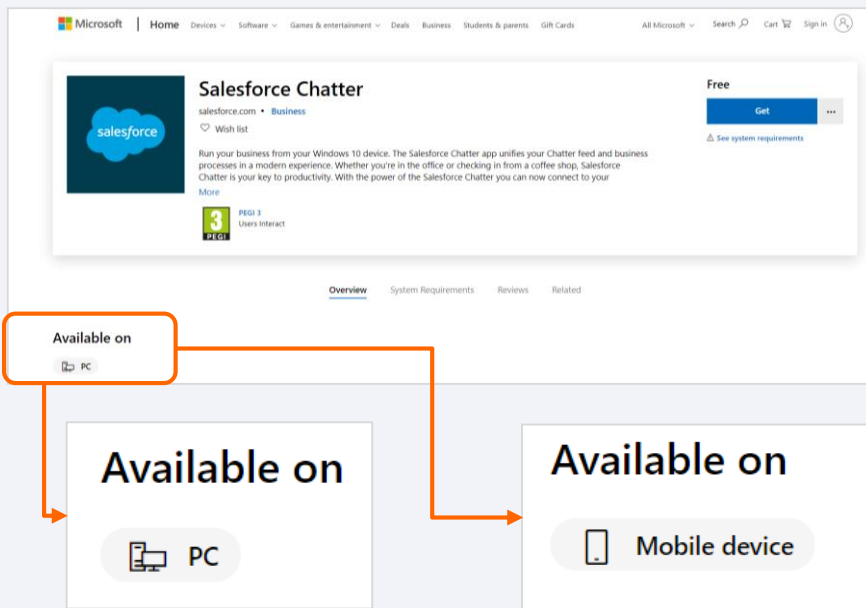 Microsoft | Home Devices Software Games & entertainment Deals Business Students & parents Gift Cards All Microsoft Search Cart Sign in
salesforce
Salesforce Chatter
salesforce.com • Business
Wish list
Run your business from your Windows 10 device. The Salesforce Chatter app unifies your Chatter feed and business
processes in a modern experience. Whether you're in the office or checking in from a coffee shop, Salesforce
Chatter is your key to productivity. With the power of the Salesforce Chatter you can now connect to your
More
3
PEGI
PEGI 3
Users Interact
Free
Get ...
See system requirements
Overview System Requirements Reviews Related
Available on
PC
Available on
PC
Available on
Mobile device